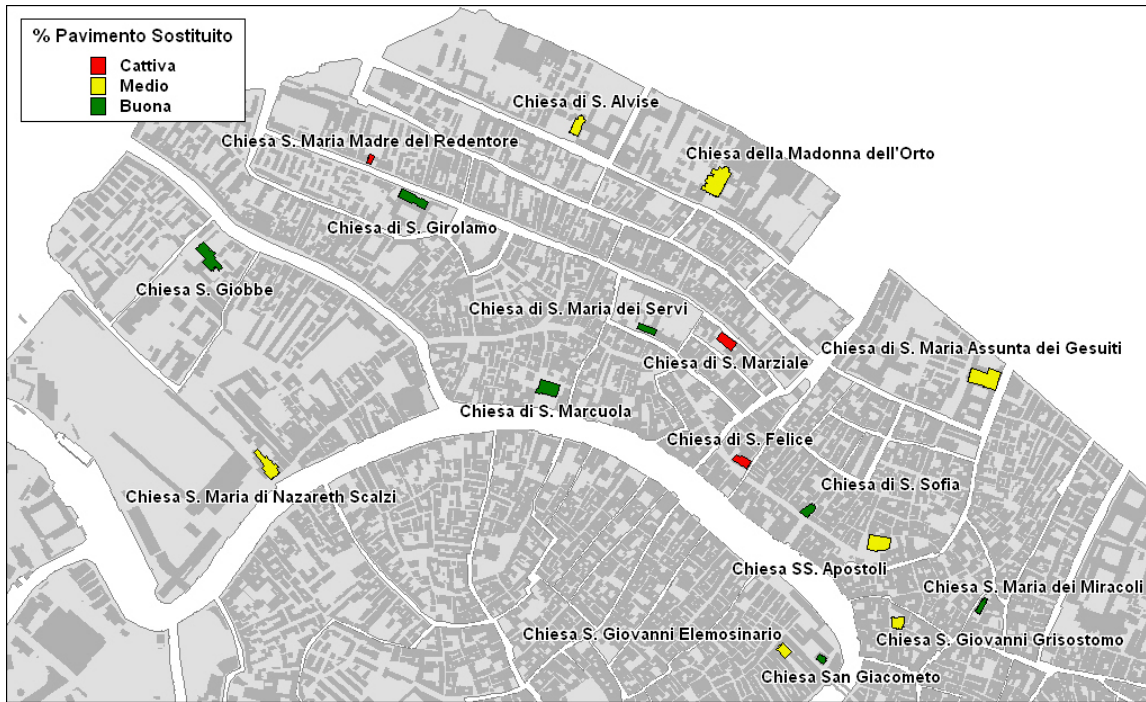 % Pavimento Sostituito
Cattiva
Medio
Buona
Chiesa di S. Alvise
Chiesa S. Maria Madre del Redentore
Chiesa della Madonna dell'Orto
Chiesa di S. Girolamo
Chiesa S. Giobbe
Chiesa di S. Maria dei Servi
Chiesa di S. Maria Assunta dei Gesuiti
Chiesa di S. Marziale
Chiesa di S. Marcuola
Chiesa di S. Felice
Chiesa di S. Sofia
Chiesa S. Maria di Nazareth Scalzi
Chiesa SS. Apostoli
Chiesa S. Maria dei Miracoli
Chiesa S. Giovanni Elemosinario
Chiesa S. Giovanni Grisostomo
Chiesa San Giacometo